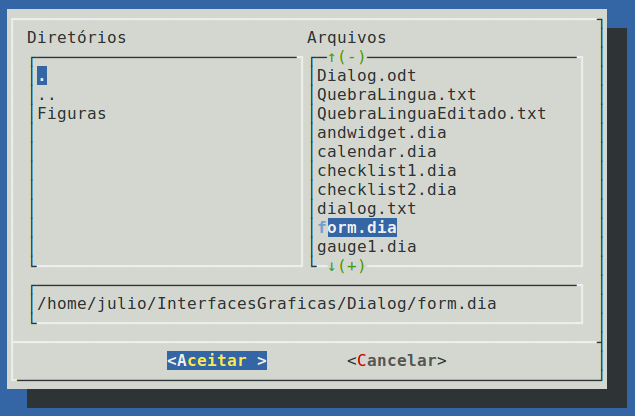 Diretórios
.
..
Figuras
Arquivos
↑(-)
Dialog.odt
QuebraLingua.txt
QuebraLinguaEditado.txt
andwidget.dia
calendar.dia
checklist1.dia
checklist2.dia
dialog.txt
form.dia
gauge1.dia
↓(+)
/home/julio/InterfacesGraficas/Dialog/form.dia
<Aceitar > <Cancelar>